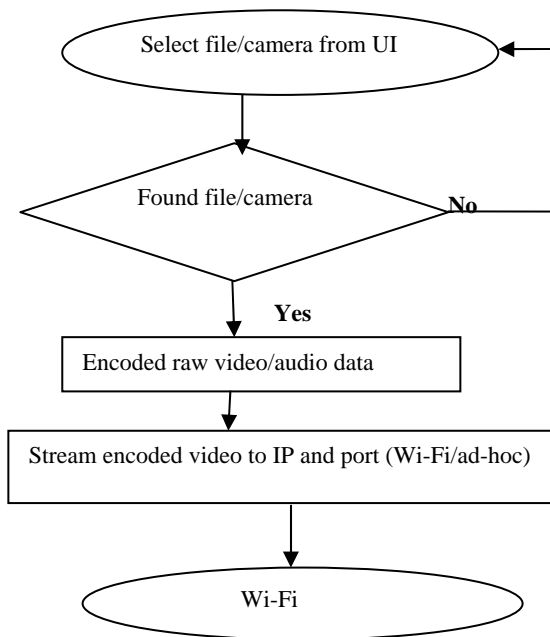 Select file/camera from UI
Found file/camera
No
Yes
Encoded raw video/audio data
Stream encoded video to IP and port (Wi-Fi/ad-hoc)
Wi-Fi